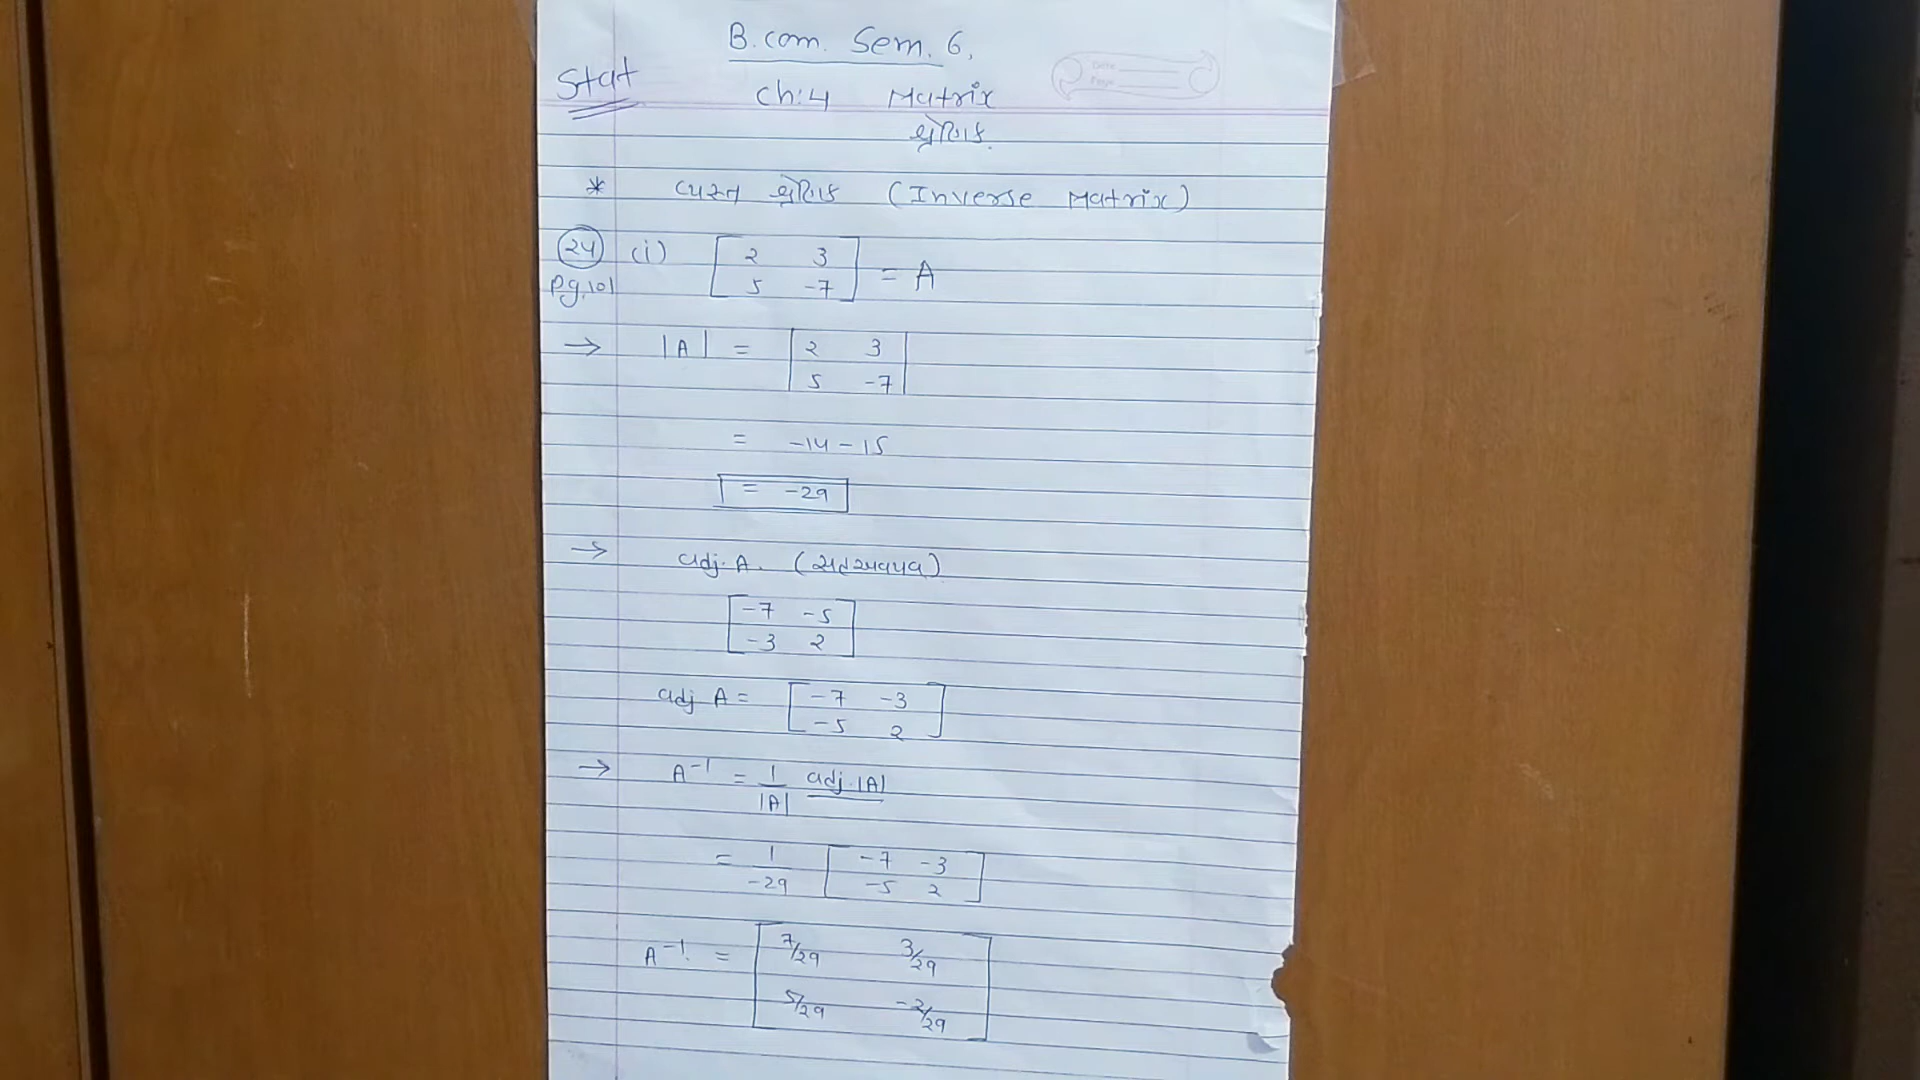 B.com. Sem. 6,
Stat
Ch:4 Matrix
શ્રેણિક.
* વ્યસ્ત શ્રેણિક (Inverse Matrix)
24 (i) [ 2 3
5 -7 ] = A
Pg.101
→ |A| = | 2 3
5 -7 |
= -14 - 15
= -29
→ adj. A. (સહઅવયવ)
[ -7 -5
-3 2 ]
adj A = [ -7 -3
-5 2 ]
→ A⁻¹ = 1/|A| adj.|A|
= 1/-29 [ -7 -3
-5 2 ]
A⁻¹ = [ 7/29 3/29
5/29 -2/29 ]